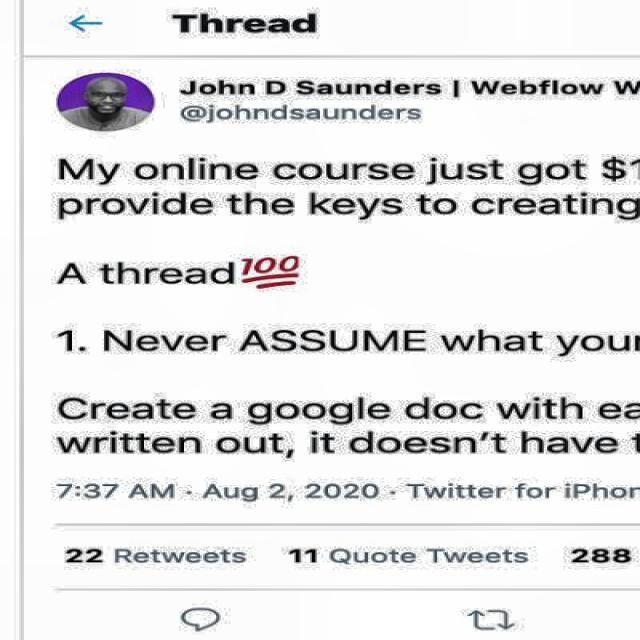 Thread
John D Saunders | Webflow W
@johndsaunders
My online course just got $1
provide the keys to creating
A thread💯
1. Never ASSUME what your
Create a google doc with ea
written out, it doesn’t have t
7:37 AM · Aug 2, 2020 · Twitter for iPhon
22 Retweets 11 Quote Tweets 288